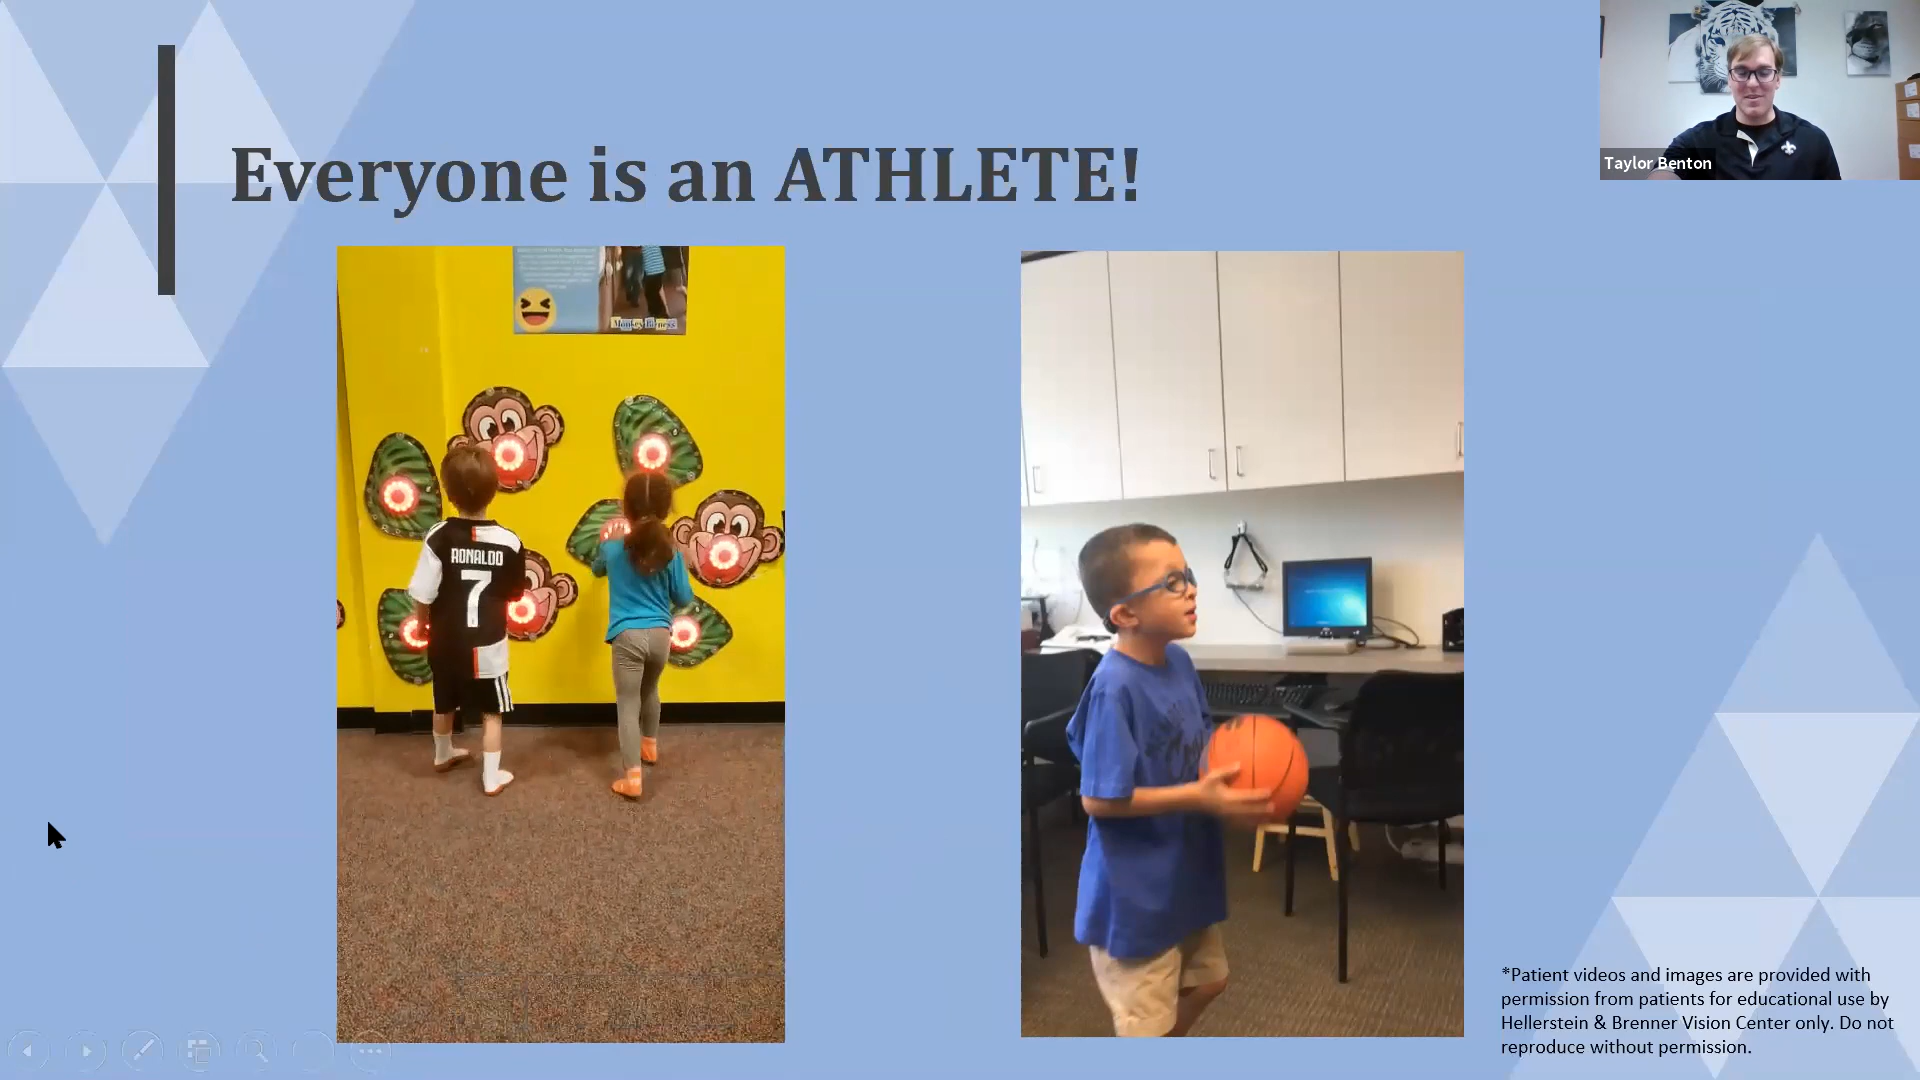 Everyone is an ATHLETE!
Taylor Benton
Monkey Bizness
RONALDO
7
*Patient videos and images are provided with
permission from patients for educational use by
Hellerstein & Brenner Vision Center only. Do not
reproduce without permission.